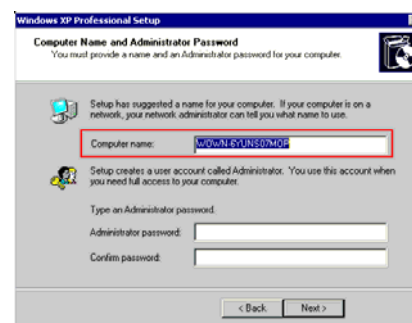 Windows XP Professional Setup
Computer Name and Administrator Password
You must provide a name and an Administrator password for your computer.
Setup has suggested a name for your computer. If your computer is on a
network, your network administrator can tell you what name to use.
Computer name:
WOWN-6YUNS07MOP
Setup creates a user account called Administrator. You use this account when
you need full access to your computer.
Type an Administrator password.
Administrator password:
Confirm password:
< Back
Next >